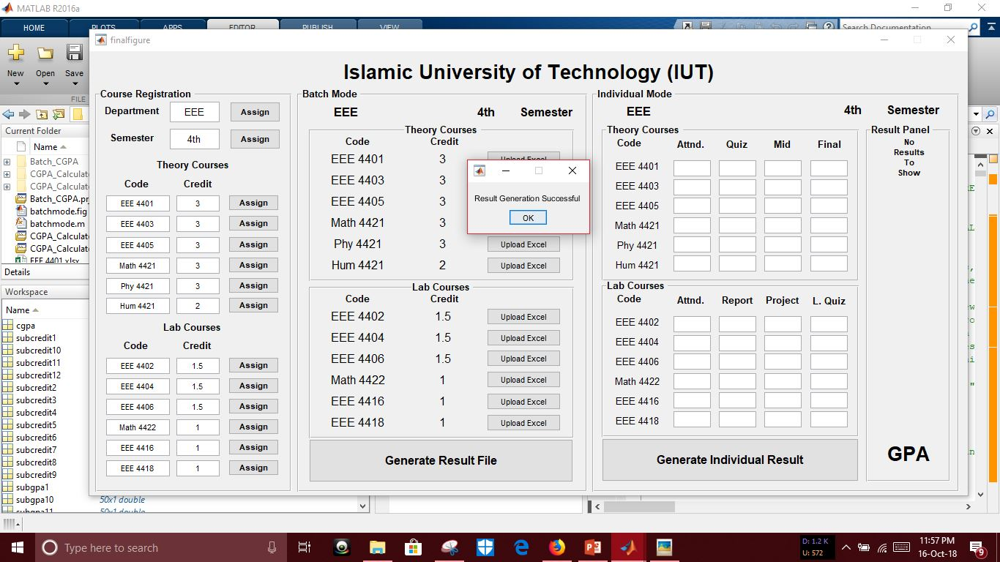 MATLAB R2016a
HOME PLOTS APPS EDITOR PUBLISH VIEW
Search Documentation
finalfigure
New Open Save
FILE
Current Folder
Name
Batch_CGPA
CGPA_Calculat
CGPA_Calculat
Batch_CGPA.pr
batchmode.fig
batchmode.m
CGPA_Calculat
CGPA_Calculat
EEE 4401.xlsx
Details
Workspace
Name
cgpa
subcredit1
subcredit10
subcredit11
subcredit12
subcredit2
subcredit3
subcredit4
subcredit5
subcredit6
subcredit7
subcredit8
subcredit9
subgpa1
subgpa10 50x1 double
subgpa11 50x1 double
Islamic University of Technology (IUT)
Course Registration
Department EEE Assign
Semester 4th Assign
Theory Courses
Code Credit
EEE 4401 3 Assign
EEE 4403 3 Assign
EEE 4405 3 Assign
Math 4421 3 Assign
Phy 4421 3 Assign
Hum 4421 2 Assign
Lab Courses
Code Credit
EEE 4402 1.5 Assign
EEE 4404 1.5 Assign
EEE 4406 1.5 Assign
Math 4422 1 Assign
EEE 4416 1 Assign
EEE 4418 1 Assign
Batch Mode
EEE 4th Semester
Theory Courses
Code Credit
EEE 4401 3 Upload Excel
EEE 4403 3
EEE 4405 3
Math 4421 3
Phy 4421 3 Upload Excel
Hum 4421 2 Upload Excel
Lab Courses
Code Credit
EEE 4402 1.5 Upload Excel
EEE 4404 1.5 Upload Excel
EEE 4406 1.5 Upload Excel
Math 4422 1 Upload Excel
EEE 4416 1 Upload Excel
EEE 4418 1 Upload Excel
Generate Result File
Result Generation Successful
OK
Individual Mode
EEE 4th Semester
Theory Courses
Code Attnd. Quiz Mid Final
EEE 4401
EEE 4403
EEE 4405
Math 4421
Phy 4421
Hum 4421
Lab Courses
Code Attnd. Report Project L. Quiz
EEE 4402
EEE 4404
EEE 4406
Math 4422
EEE 4416
EEE 4418
Generate Individual Result
Result Panel
No
Results
To
Show
GPA
Type here to search
D: 1.2 K
U: 572
11:57 PM
16-Oct-18
9